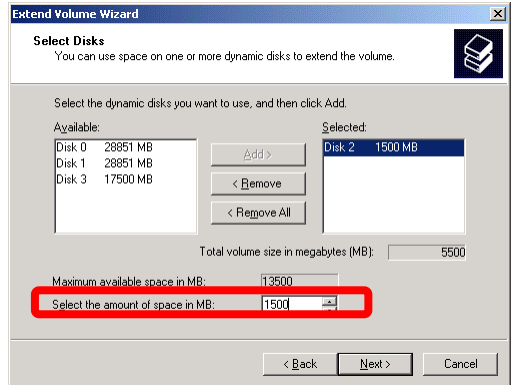 Extend Volume Wizard
Select Disks
You can use space on one or more dynamic disks to extend the volume.
Select the dynamic disks you want to use, and then click Add.
Available: Selected:
Disk 0 28851 MB Add > Disk 2 1500 MB
Disk 1 28851 MB
Disk 3 17500 MB < Remove
< Remove All
Total volume size in megabytes (MB): 5500
Maximum available space in MB: 13500
Select the amount of space in MB: 1500
< Back Next > Cancel